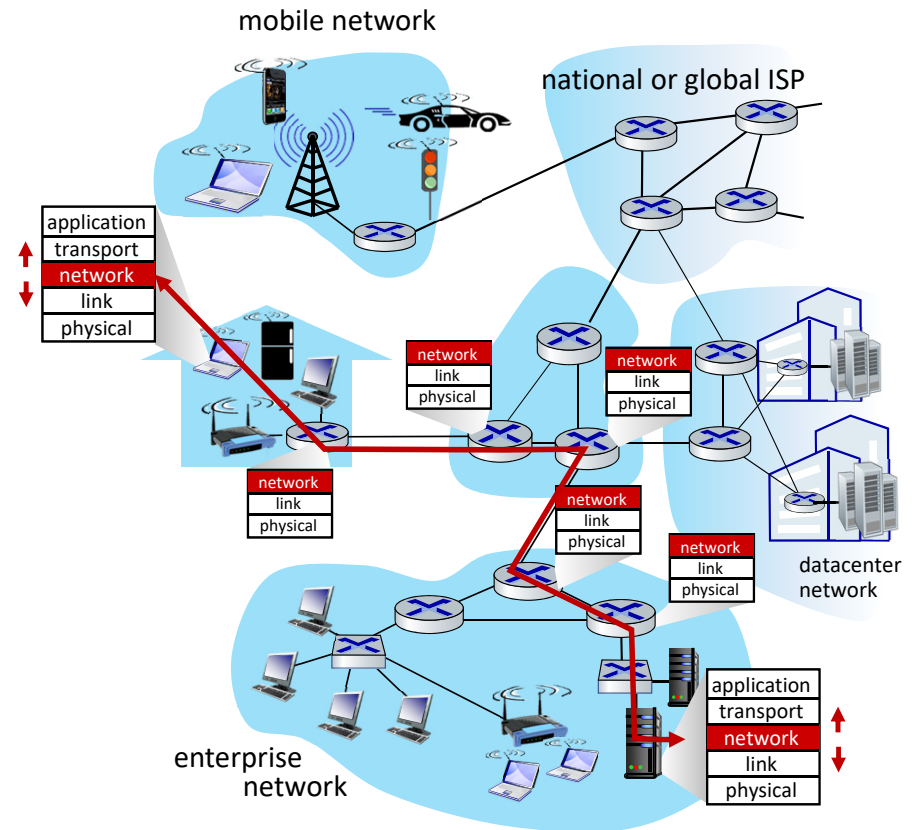 mobile network
national or global ISP
application
transport
network
link
physical
network
link
physical
network
link
physical
network
link
physical
network
link
physical
network
link
physical
datacenter
network
application
transport
network
link
physical
enterprise
network